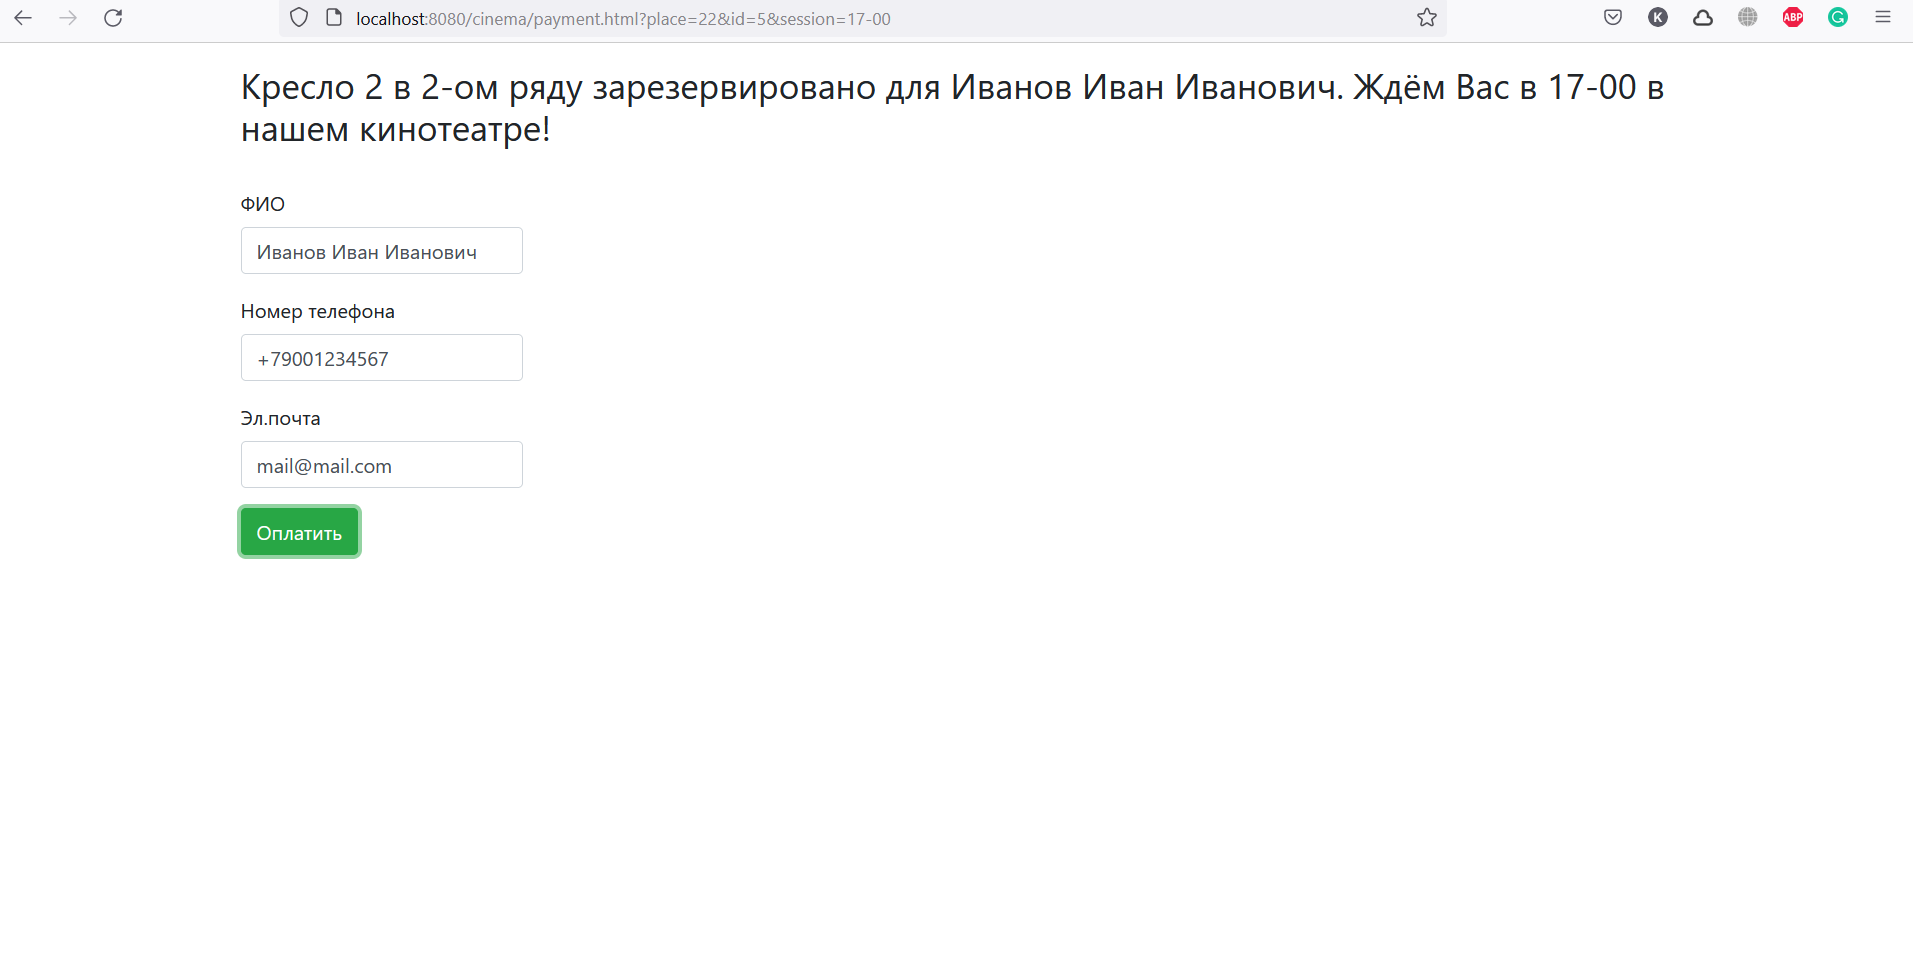 localhost:8080/cinema/payment.html?place=22&id=5&session=17-00
K
ABP
Кресло 2 в 2-ом ряду зарезервировано для Иванов Иван Иванович. Ждём Вас в 17-00 в
нашем кинотеатре!
ФИО
Иванов Иван Иванович
Номер телефона
+79001234567
Эл.почта
mail@mail.com
Оплатить